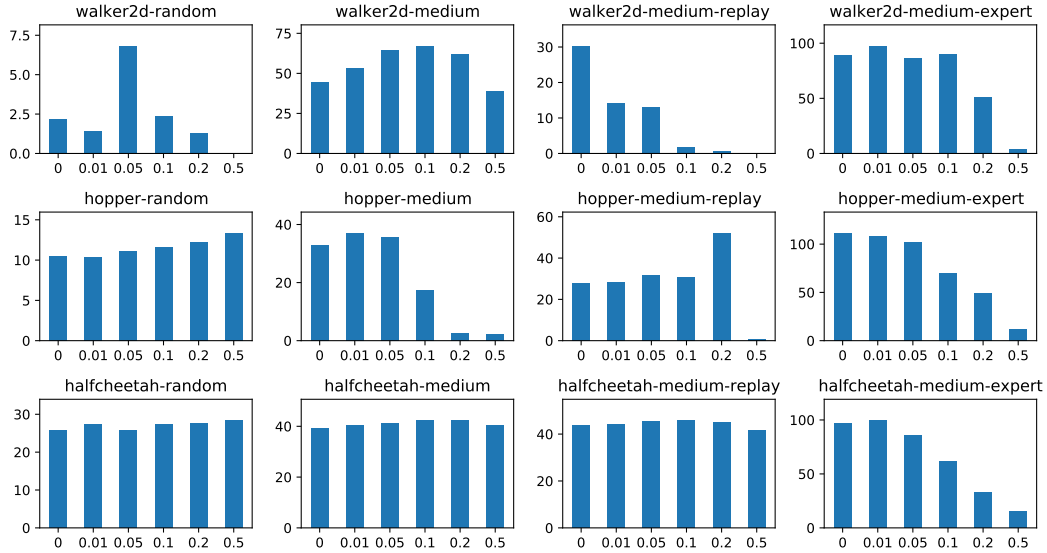 walker2d-random
walker2d-medium
walker2d-medium-replay
walker2d-medium-expert
7.5
5.0
2.5
0.0
0 0.01 0.05 0.1 0.2 0.5
75
50
25
0
0 0.01 0.05 0.1 0.2 0.5
30
20
10
0
0 0.01 0.05 0.1 0.2 0.5
100
50
0
0 0.01 0.05 0.1 0.2 0.5
hopper-random
hopper-medium
hopper-medium-replay
hopper-medium-expert
15
10
5
0
0 0.01 0.05 0.1 0.2 0.5
40
20
0
0 0.01 0.05 0.1 0.2 0.5
60
40
20
0
0 0.01 0.05 0.1 0.2 0.5
100
50
0
0 0.01 0.05 0.1 0.2 0.5
halfcheetah-random
halfcheetah-medium
halfcheetah-medium-replay
halfcheetah-medium-expert
30
20
10
0
0 0.01 0.05 0.1 0.2 0.5
40
20
0
0 0.01 0.05 0.1 0.2 0.5
40
20
0
0 0.01 0.05 0.1 0.2 0.5
100
50
0
0 0.01 0.05 0.1 0.2 0.5